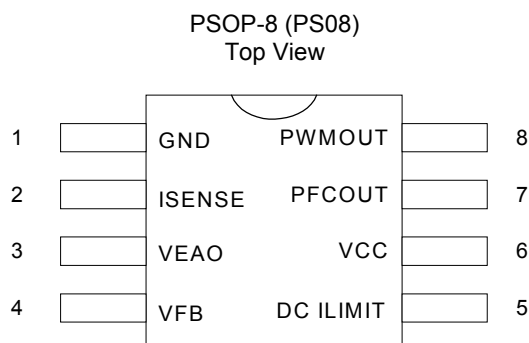 PSOP-8 (PS08)
Top View
1 GND PWMOUT 8
2 ISENSE PFCOUT 7
3 VEAO VCC 6
4 VFB DC ILIMIT 5